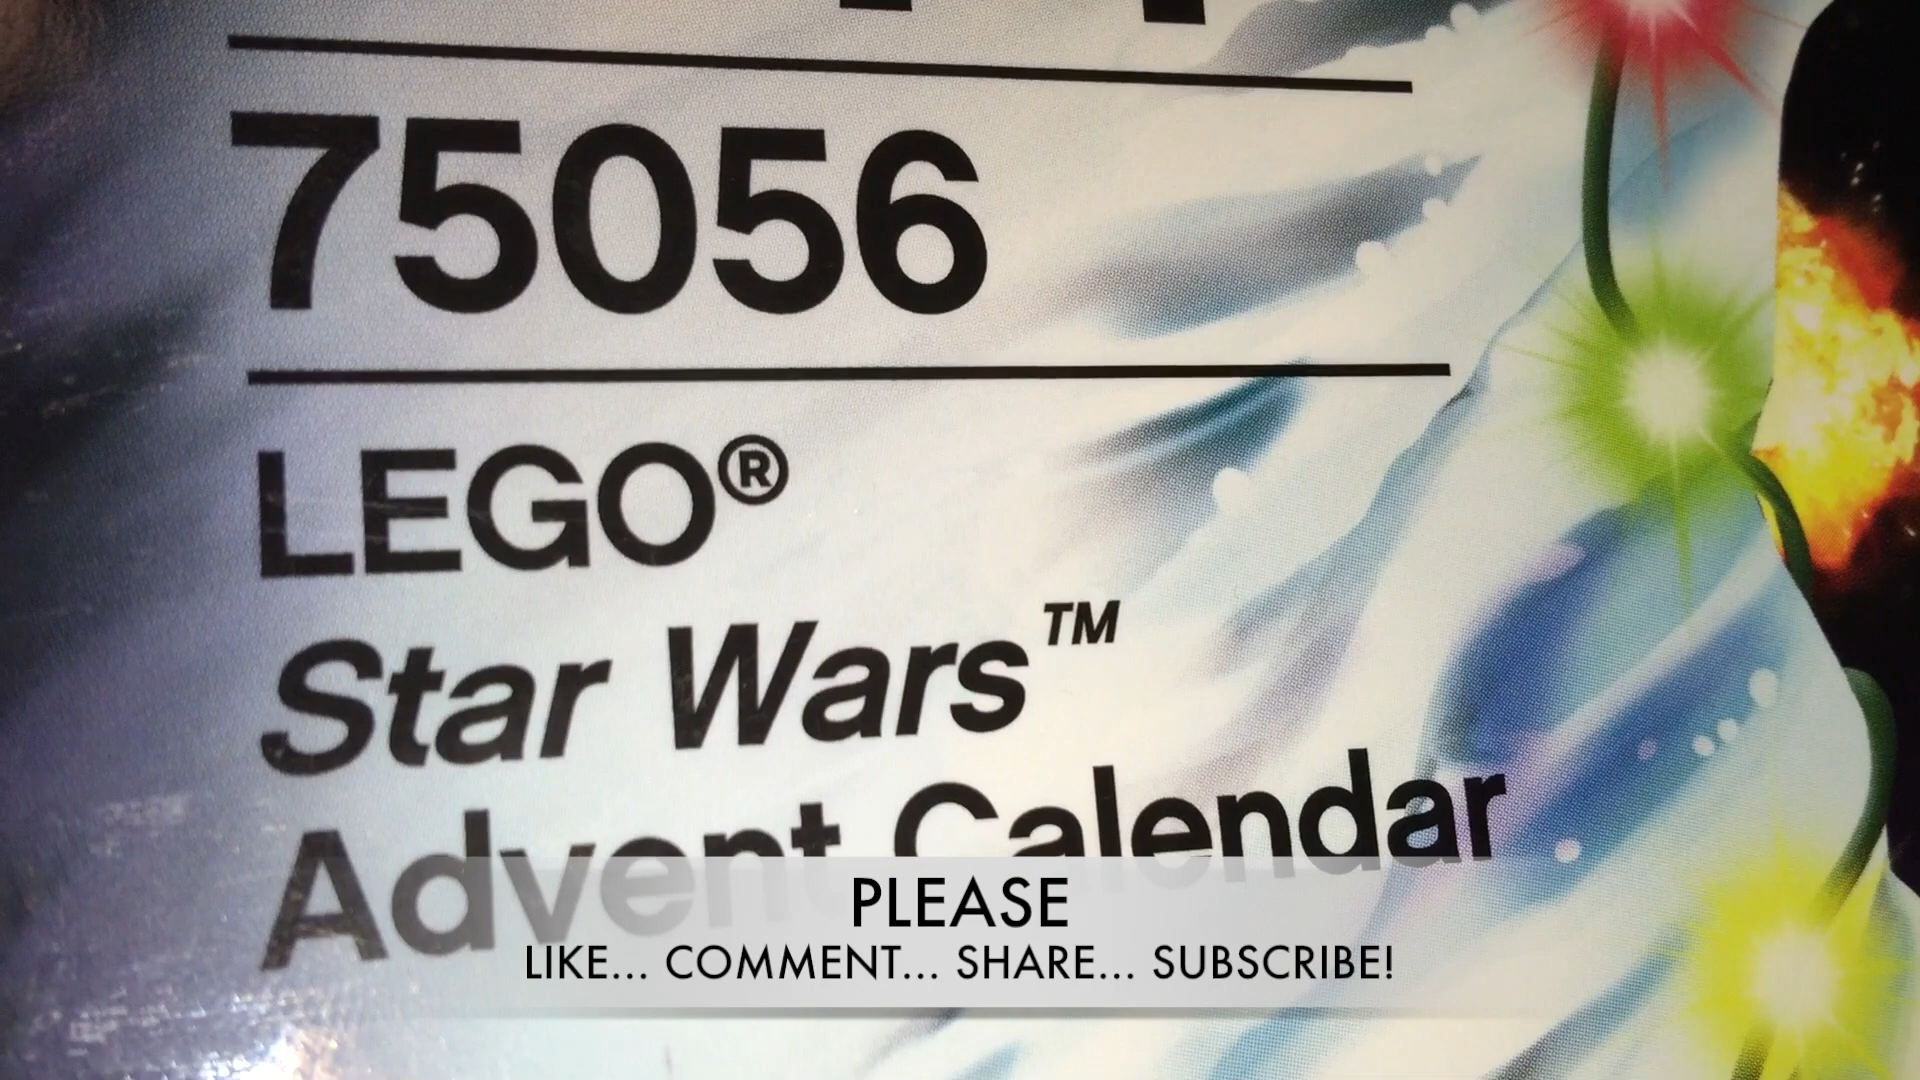 75056
LEGO®
Star Wars™
Advent Calendar
PLEASE
LIKE... COMMENT... SHARE... SUBSCRIBE!